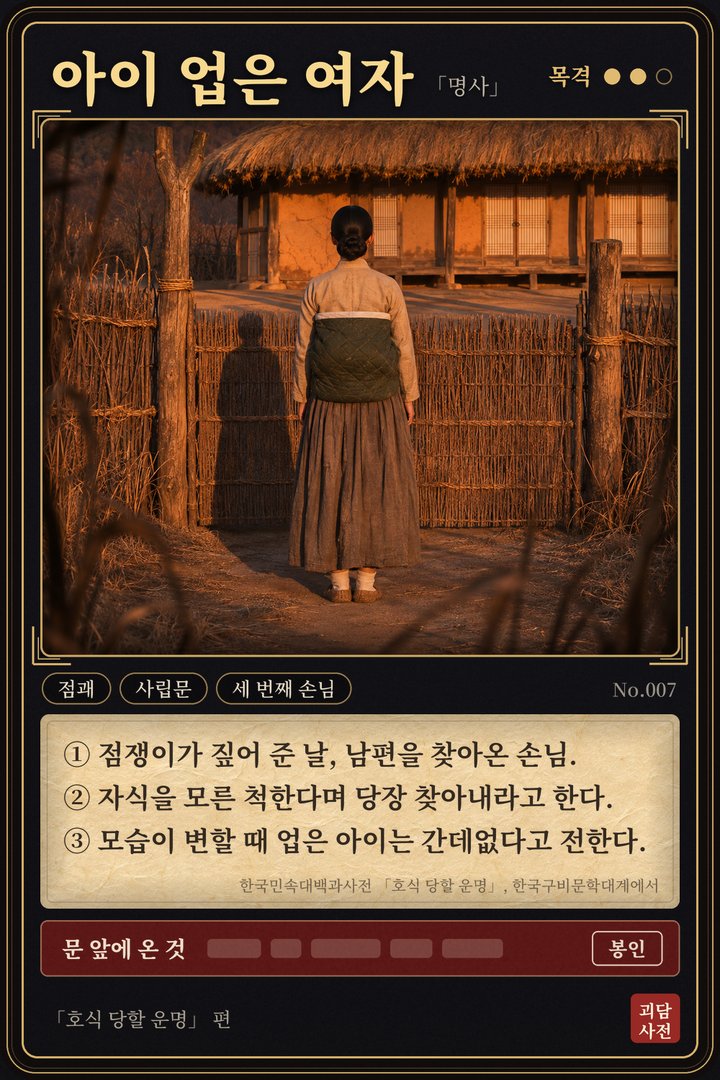 아이 업은 여자 「명사」 목격
점괘 사립문 세 번째 손님 No.007
① 점쟁이가 짚어 준 날, 남편을 찾아온 손님.
② 자식을 모른 척한다며 당장 찾아내라고 한다.
③ 모습이 변할 때 업은 아이는 간데없다고 전한다.
한국민속대백과사전 「호식 당할 운명」, 한국구비문학대계에서
문 앞에 온 것 봉인
「호식 당할 운명」 편
괴담
사전